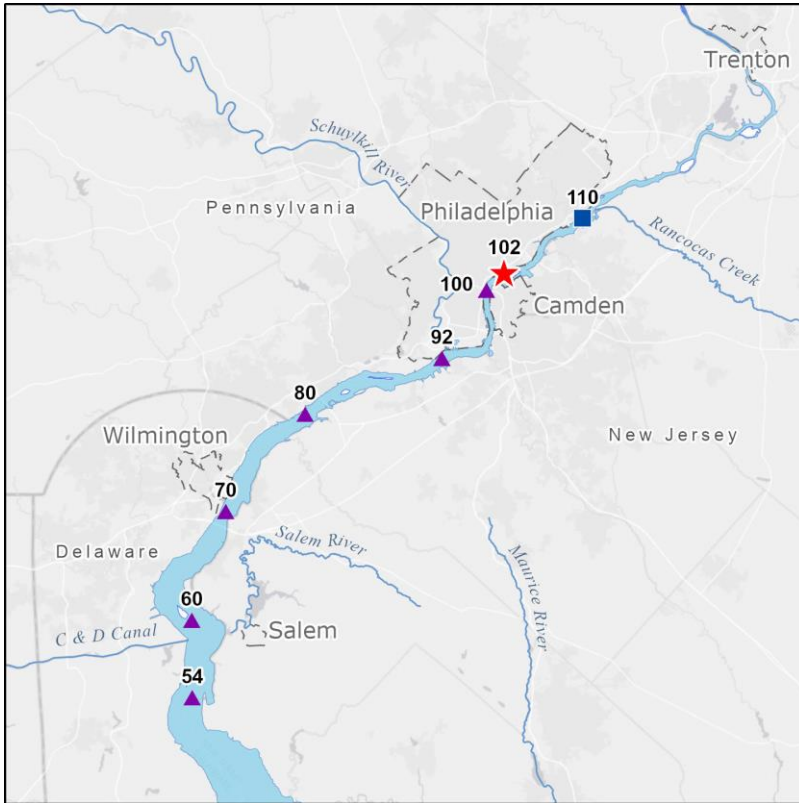 Trenton
Schuylkill River
Pennsylvania
110
Philadelphia
Rancocas Creek
102
100
Camden
92
80
Wilmington
New Jersey
70
Salem River
Delaware
Maurice River
60
C & D Canal
Salem
54